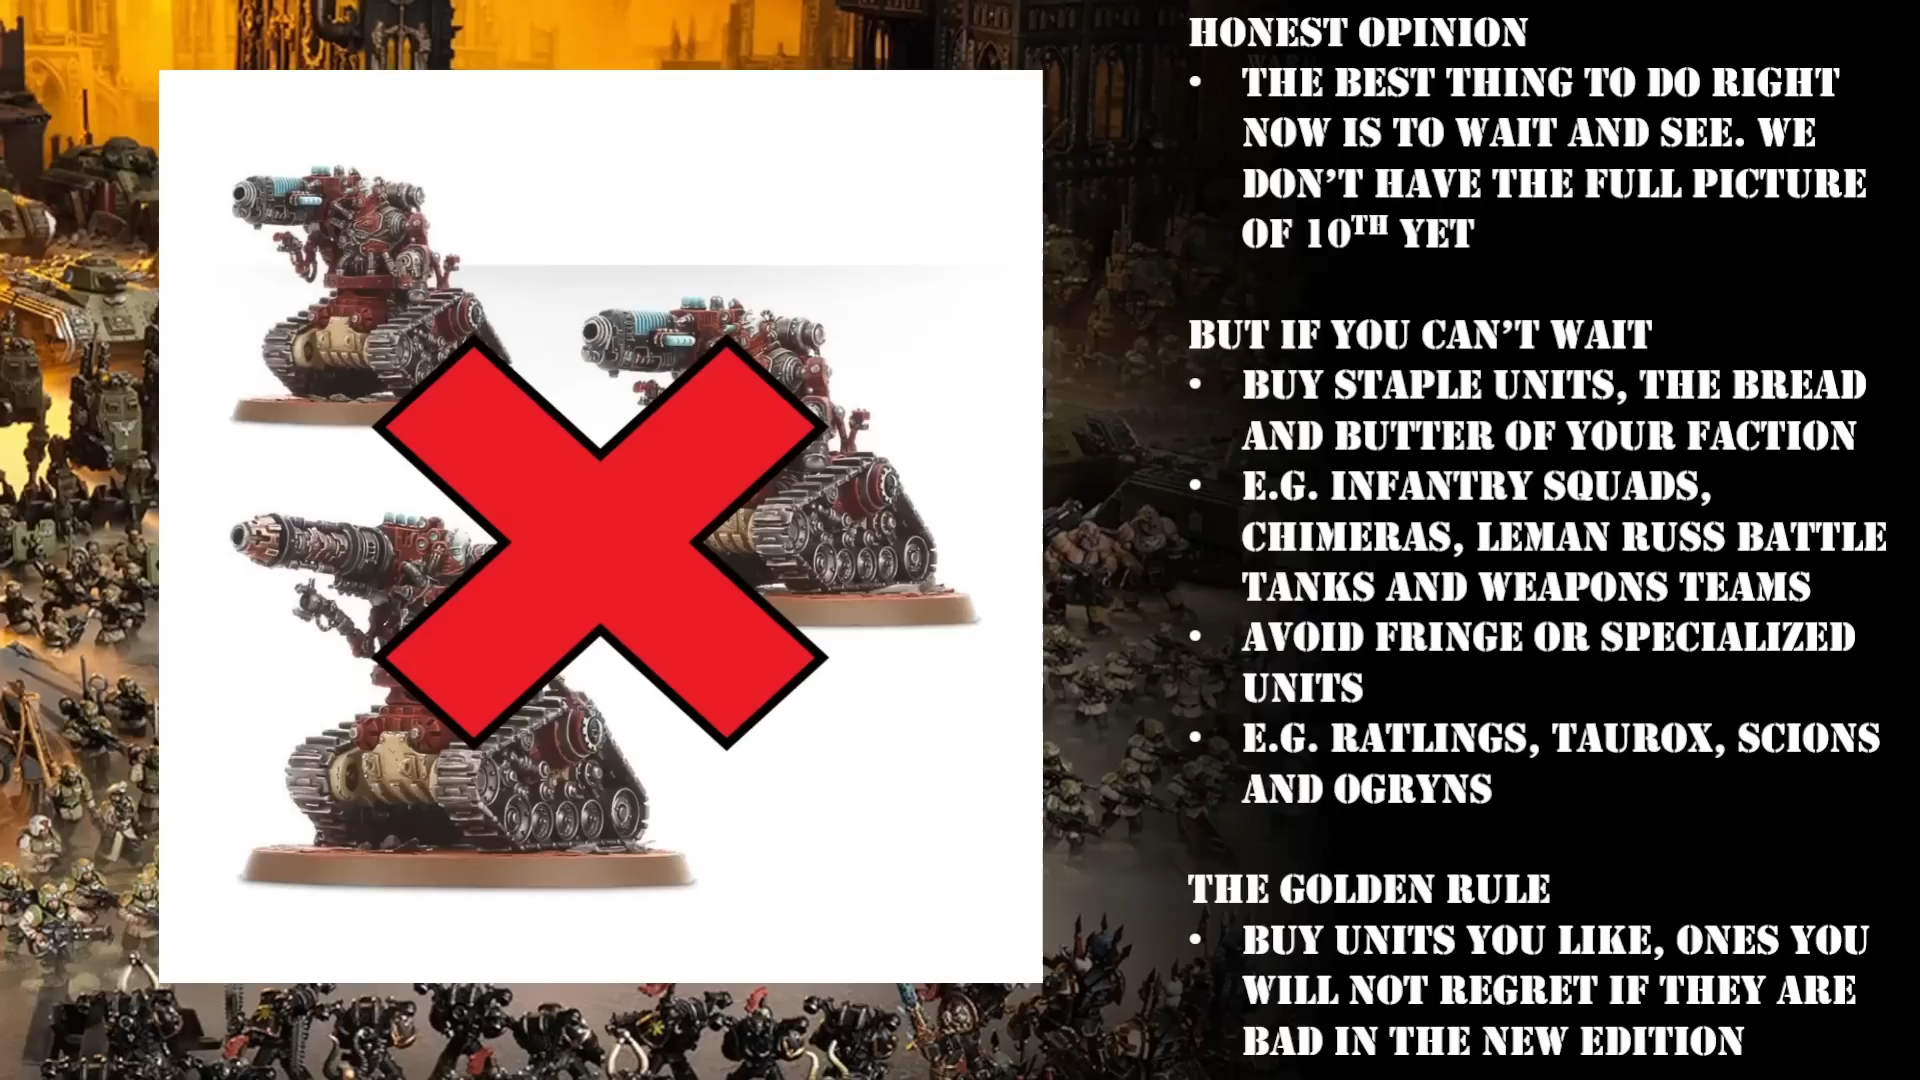 HONEST OPINION
• THE BEST THING TO DO RIGHT
NOW IS TO WAIT AND SEE. WE
DON'T HAVE THE FULL PICTURE
OF 10TH YET
BUT IF YOU CAN'T WAIT
• BUY STAPLE UNITS, THE BREAD
AND BUTTER OF YOUR FACTION
• E.G. INFANTRY SQUADS,
CHIMERAS, LEMAN RUSS BATTLE
TANKS AND WEAPONS TEAMS
• AVOID FRINGE OR SPECIALIZED
UNITS
• E.G. RATLINGS, TAUROX, SCIONS
AND OGRYNS
THE GOLDEN RULE
• BUY UNITS YOU LIKE, ONES YOU
WILL NOT REGRET IF THEY ARE
BAD IN THE NEW EDITION